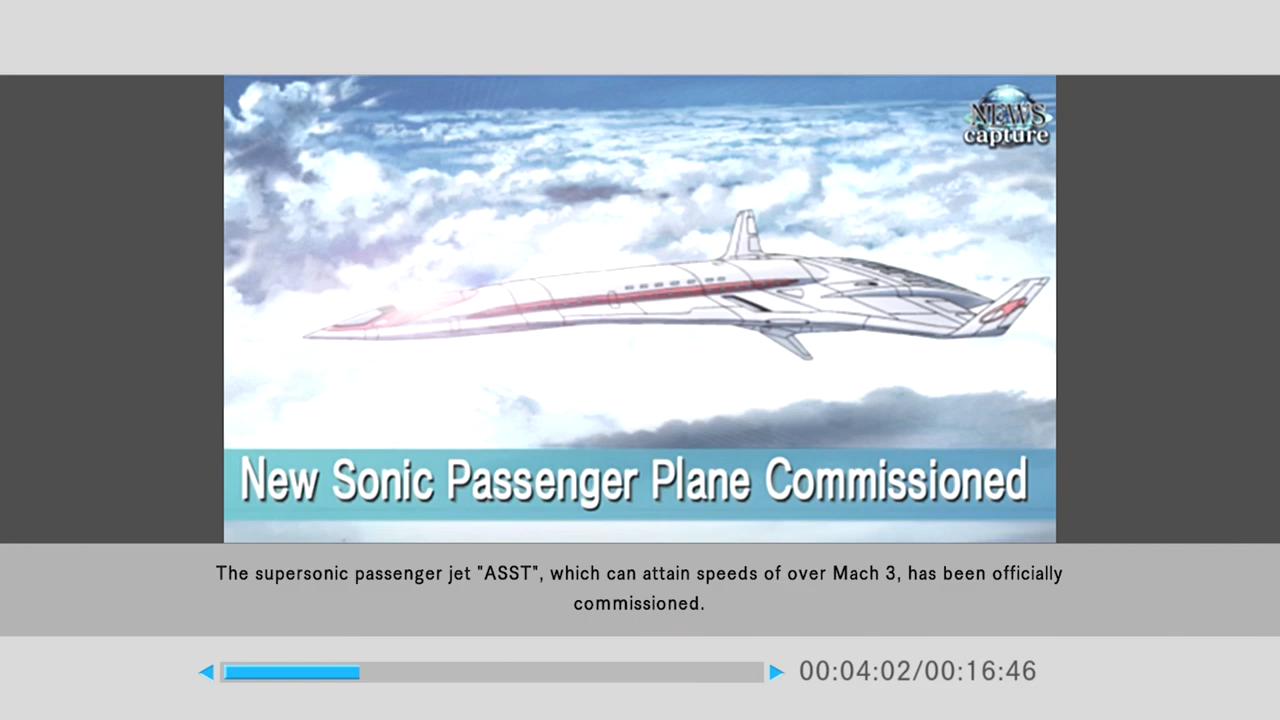 NEWS
capture
New Sonic Passenger Plane Commissioned
The supersonic passenger jet "ASST", which can attain speeds of over Mach 3, has been officially
commissioned.
00:04:02/00:16:46